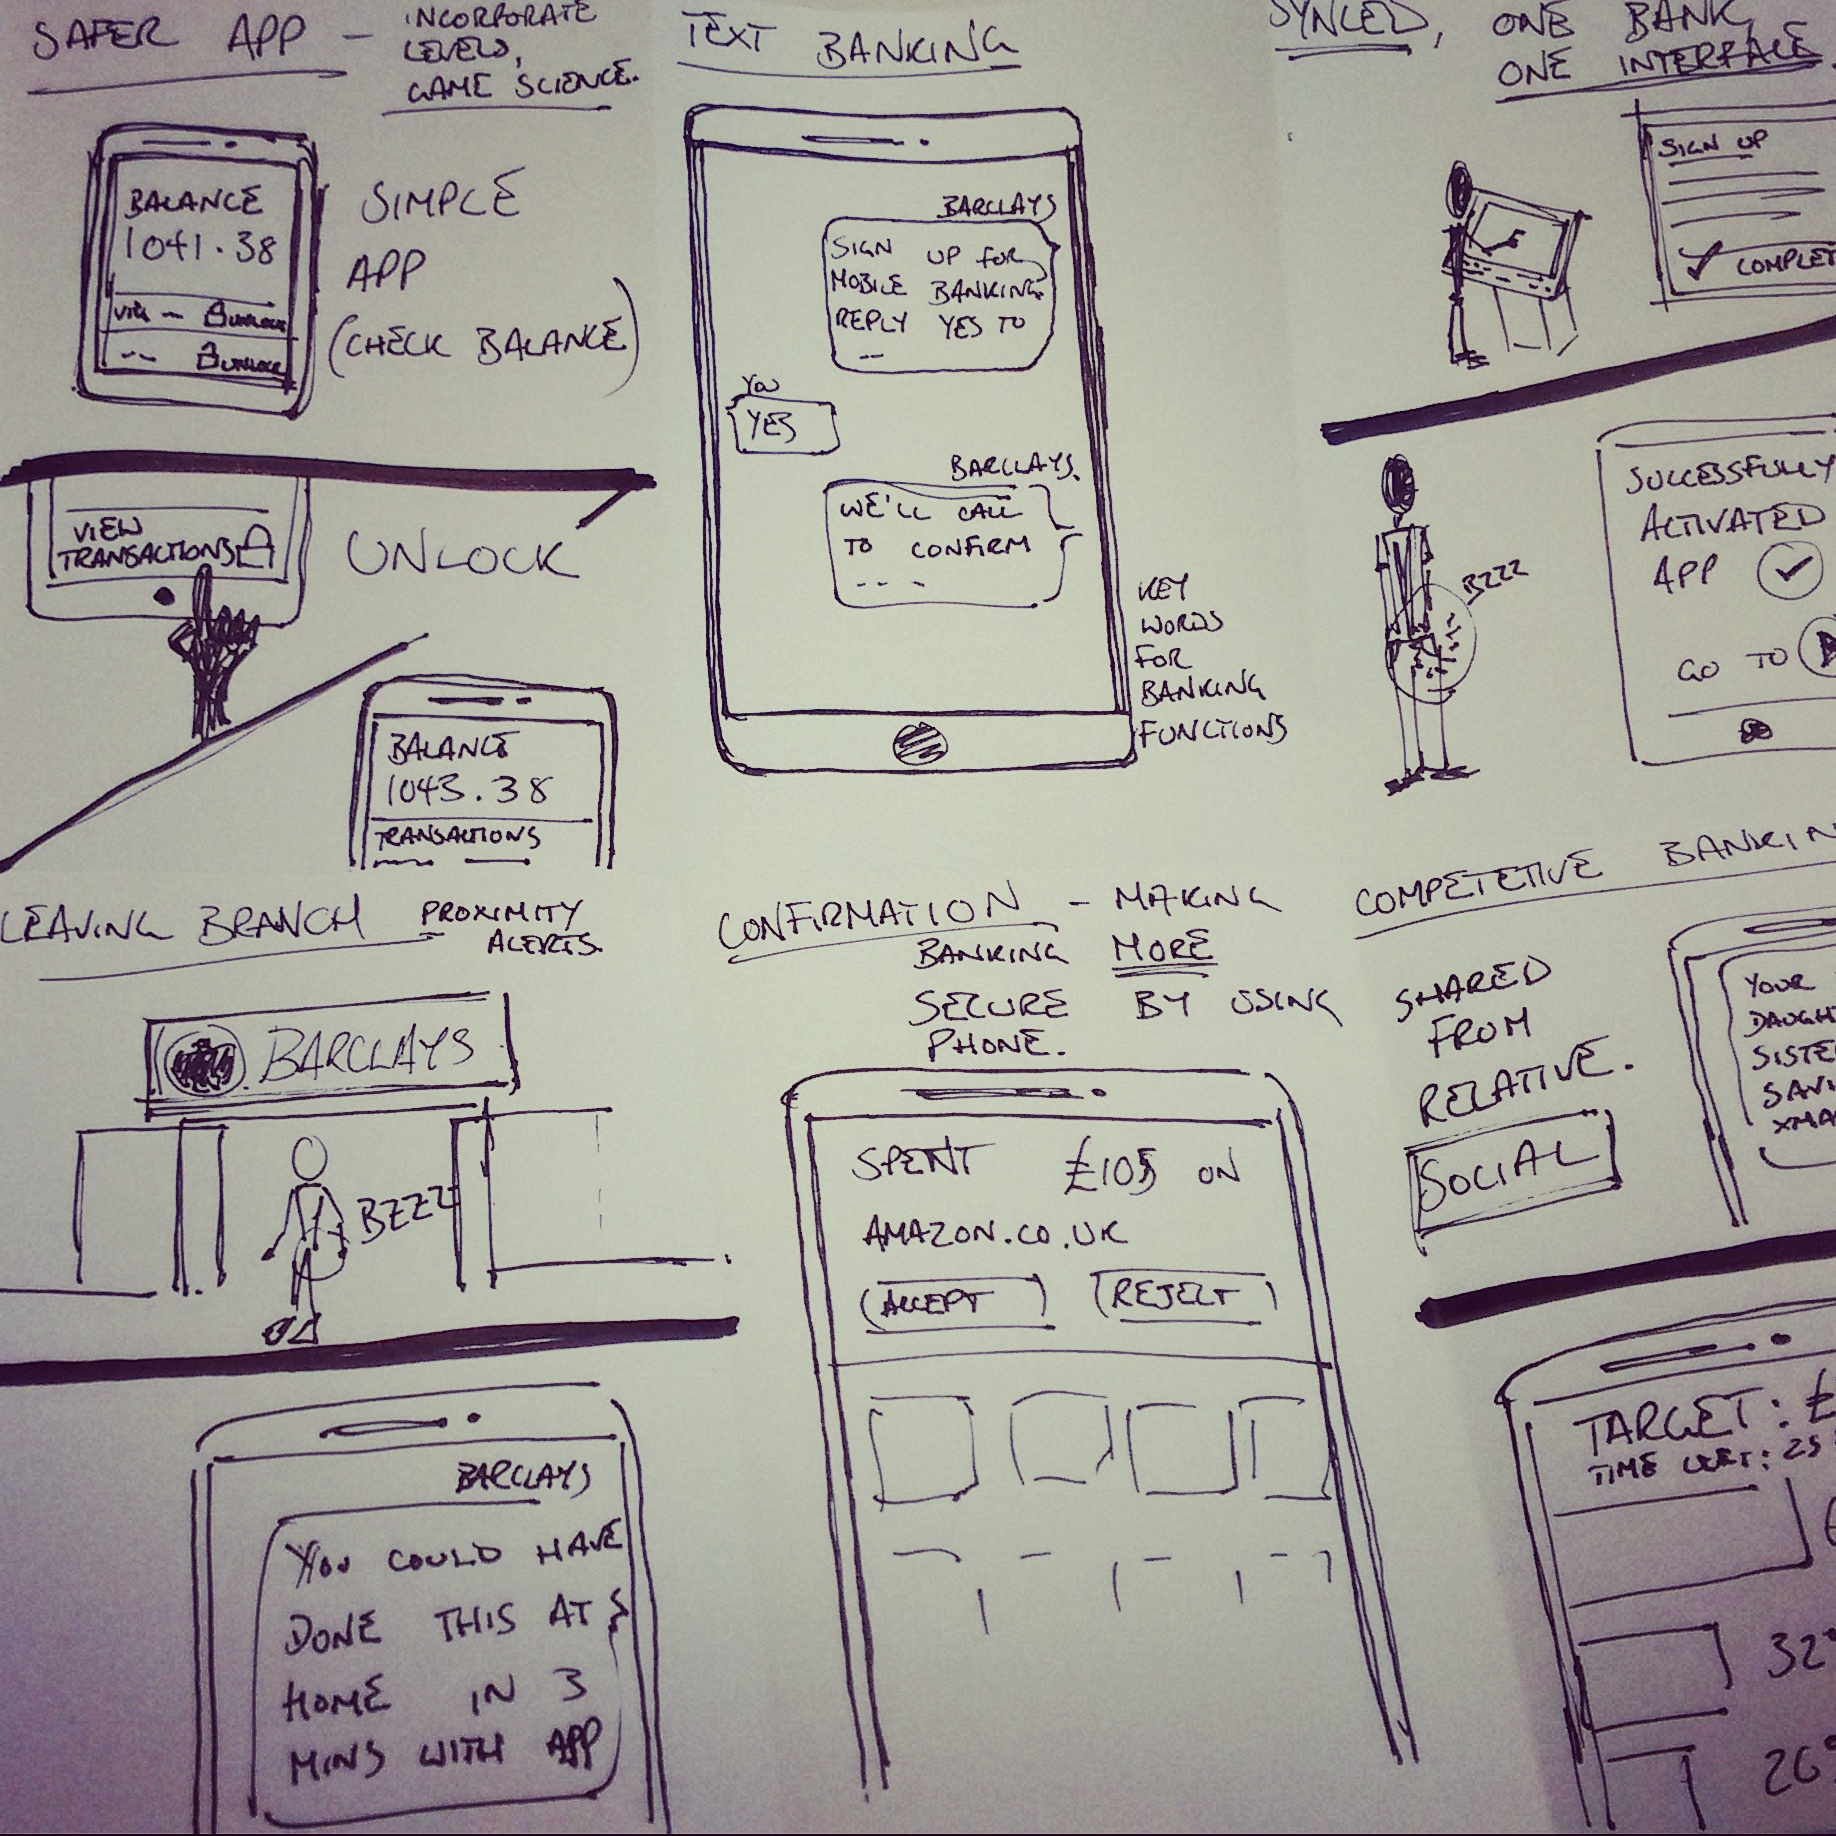 SAFER APP - INCORPORATE
LEVELS,
GAME SCIENCE.
BALANCE
1041.38
VIEW - UNLOCK
-- UNLOCK
SIMPLE
APP
(CHECK BALANCE)
VIEW
TRANSACTIONS
UNLOCK
BALANCE
1043.38
TRANSACTIONS
TEXT BANKING
BARCLAYS
SIGN UP FOR
MOBILE BANKING.
REPLY YES TO
YOU
YES
BARCLAYS.
WE'LL CALL
TO CONFIRM
---
KEY
WORDS
FOR
BANKING
FUNCTIONS
SYNCED, ONE BANK,
ONE INTERFACE.
SIGN UP
COMPLET
BZZZ
SUCCESSFULLY
ACTIVATED
APP
GO TO
LEAVING BRANCH PROXIMITY
ALERTS.
BARCLAYS
BZZZ
BARCLAYS
YOU COULD HAVE
DONE THIS AT
HOME IN 3
MINS WITH APP
CONFIRMATION - MAKING
BANKING MORE
SECURE BY USING
PHONE.
SPENT £105 ON
AMAZON.CO.UK
(ACCEPT) (REJECT)
COMPETETIVE BANKIN
SHARED
FROM
RELATIVE.
SOCIAL
YOUR
DAUGHT
SISTE
SAVI
XMA
TARGET: £
TIME LEFT: 25
32
26